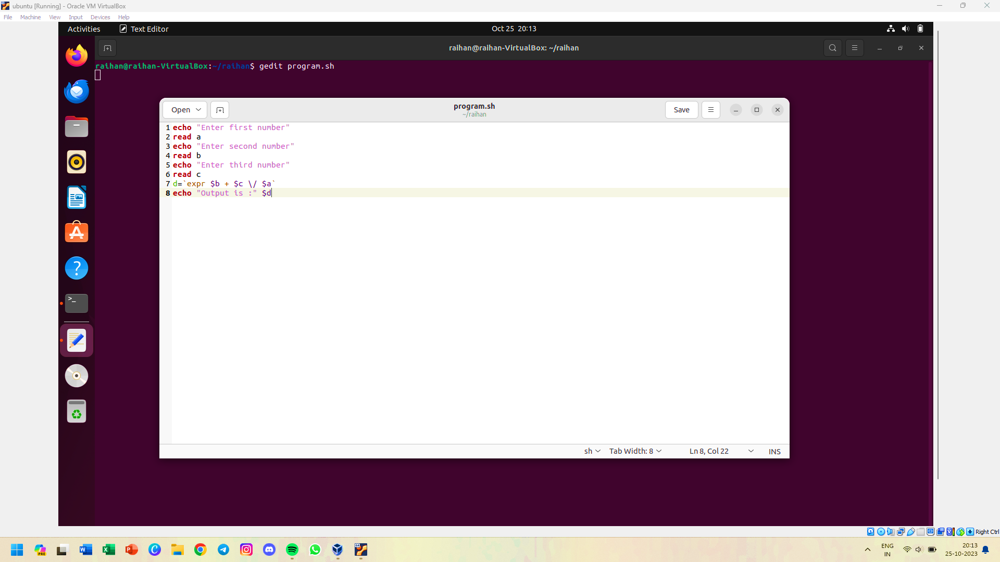 ubuntu [Running] - Oracle VM VirtualBox
File Machine View Input Devices Help
Activities Text Editor Oct 25 20:13
raihan@raihan-VirtualBox: ~/raihan
raihan@raihan-VirtualBox:~/raihan$ gedit program.sh
Open program.sh Save
~/raihan
1 echo "Enter first number"
2 read a
3 echo "Enter second number"
4 read b
5 echo "Enter third number"
6 read c
7 d=`expr $b + $c \/ $a`
8 echo "Output is :" $d
sh Tab Width: 8 Ln 8, Col 22 INS
Right Ctrl
ENG 20:13
IN 25-10-2023